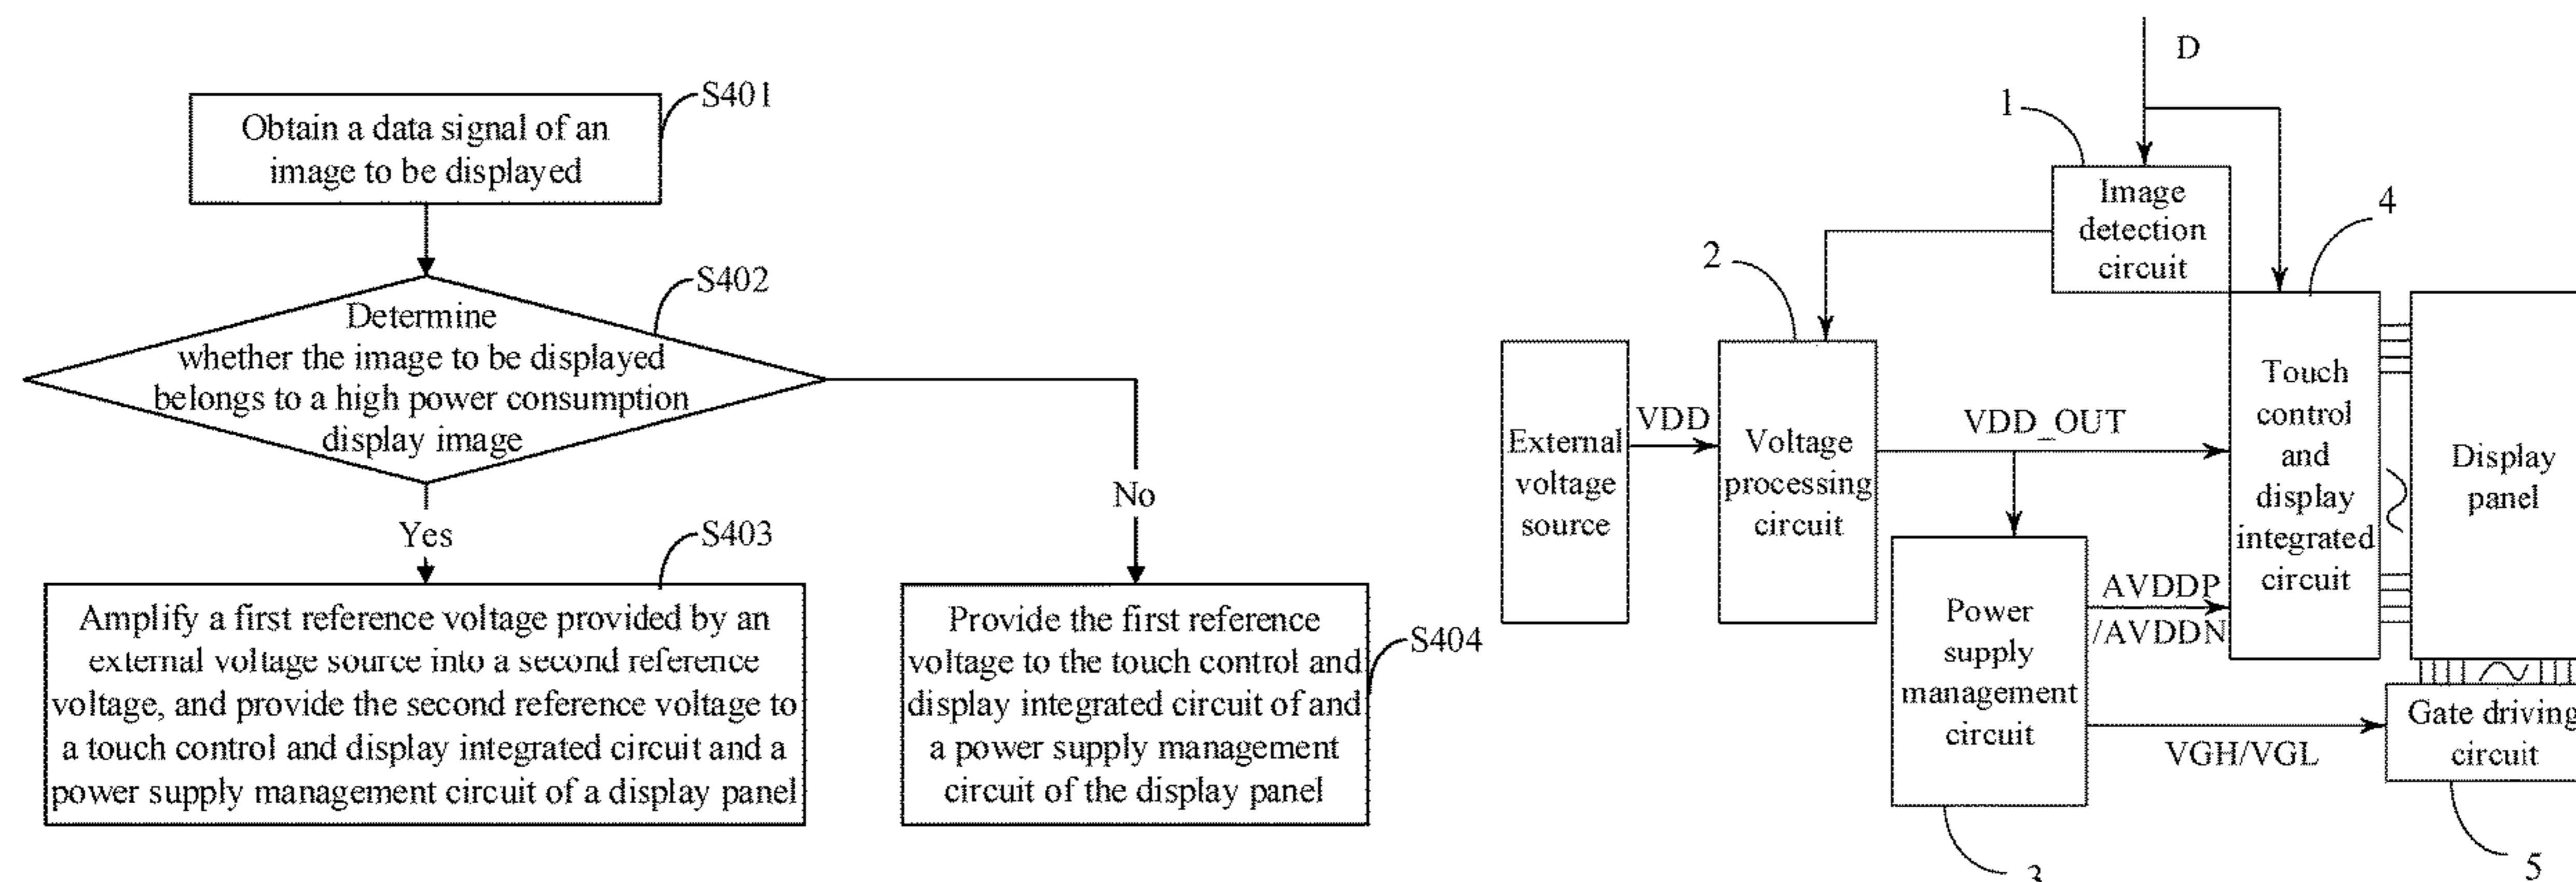 S401
Obtain a data signal of an
image to be displayed
S402
Determine
whether the image to be displayed
belongs to a high power consumption
display image
No
Yes
S403
Amplify a first reference voltage provided by an
external voltage source into a second reference
voltage, and provide the second reference voltage to
a touch control and display integrated circuit and a
power supply management circuit of a display panel
Provide the first reference
voltage to the touch control and
display integrated circuit of and
a power supply management
circuit of the display panel
S404
D
1
Image
detection
circuit
4
2
External
voltage
source
VDD
Voltage
processing
circuit
VDD_OUT
Touch
control
and
display
integrated
circuit
Display
panel
Power
supply
management
circuit
AVDDP
/AVDDN
VGH/VGL
Gate driving
circuit
3
5